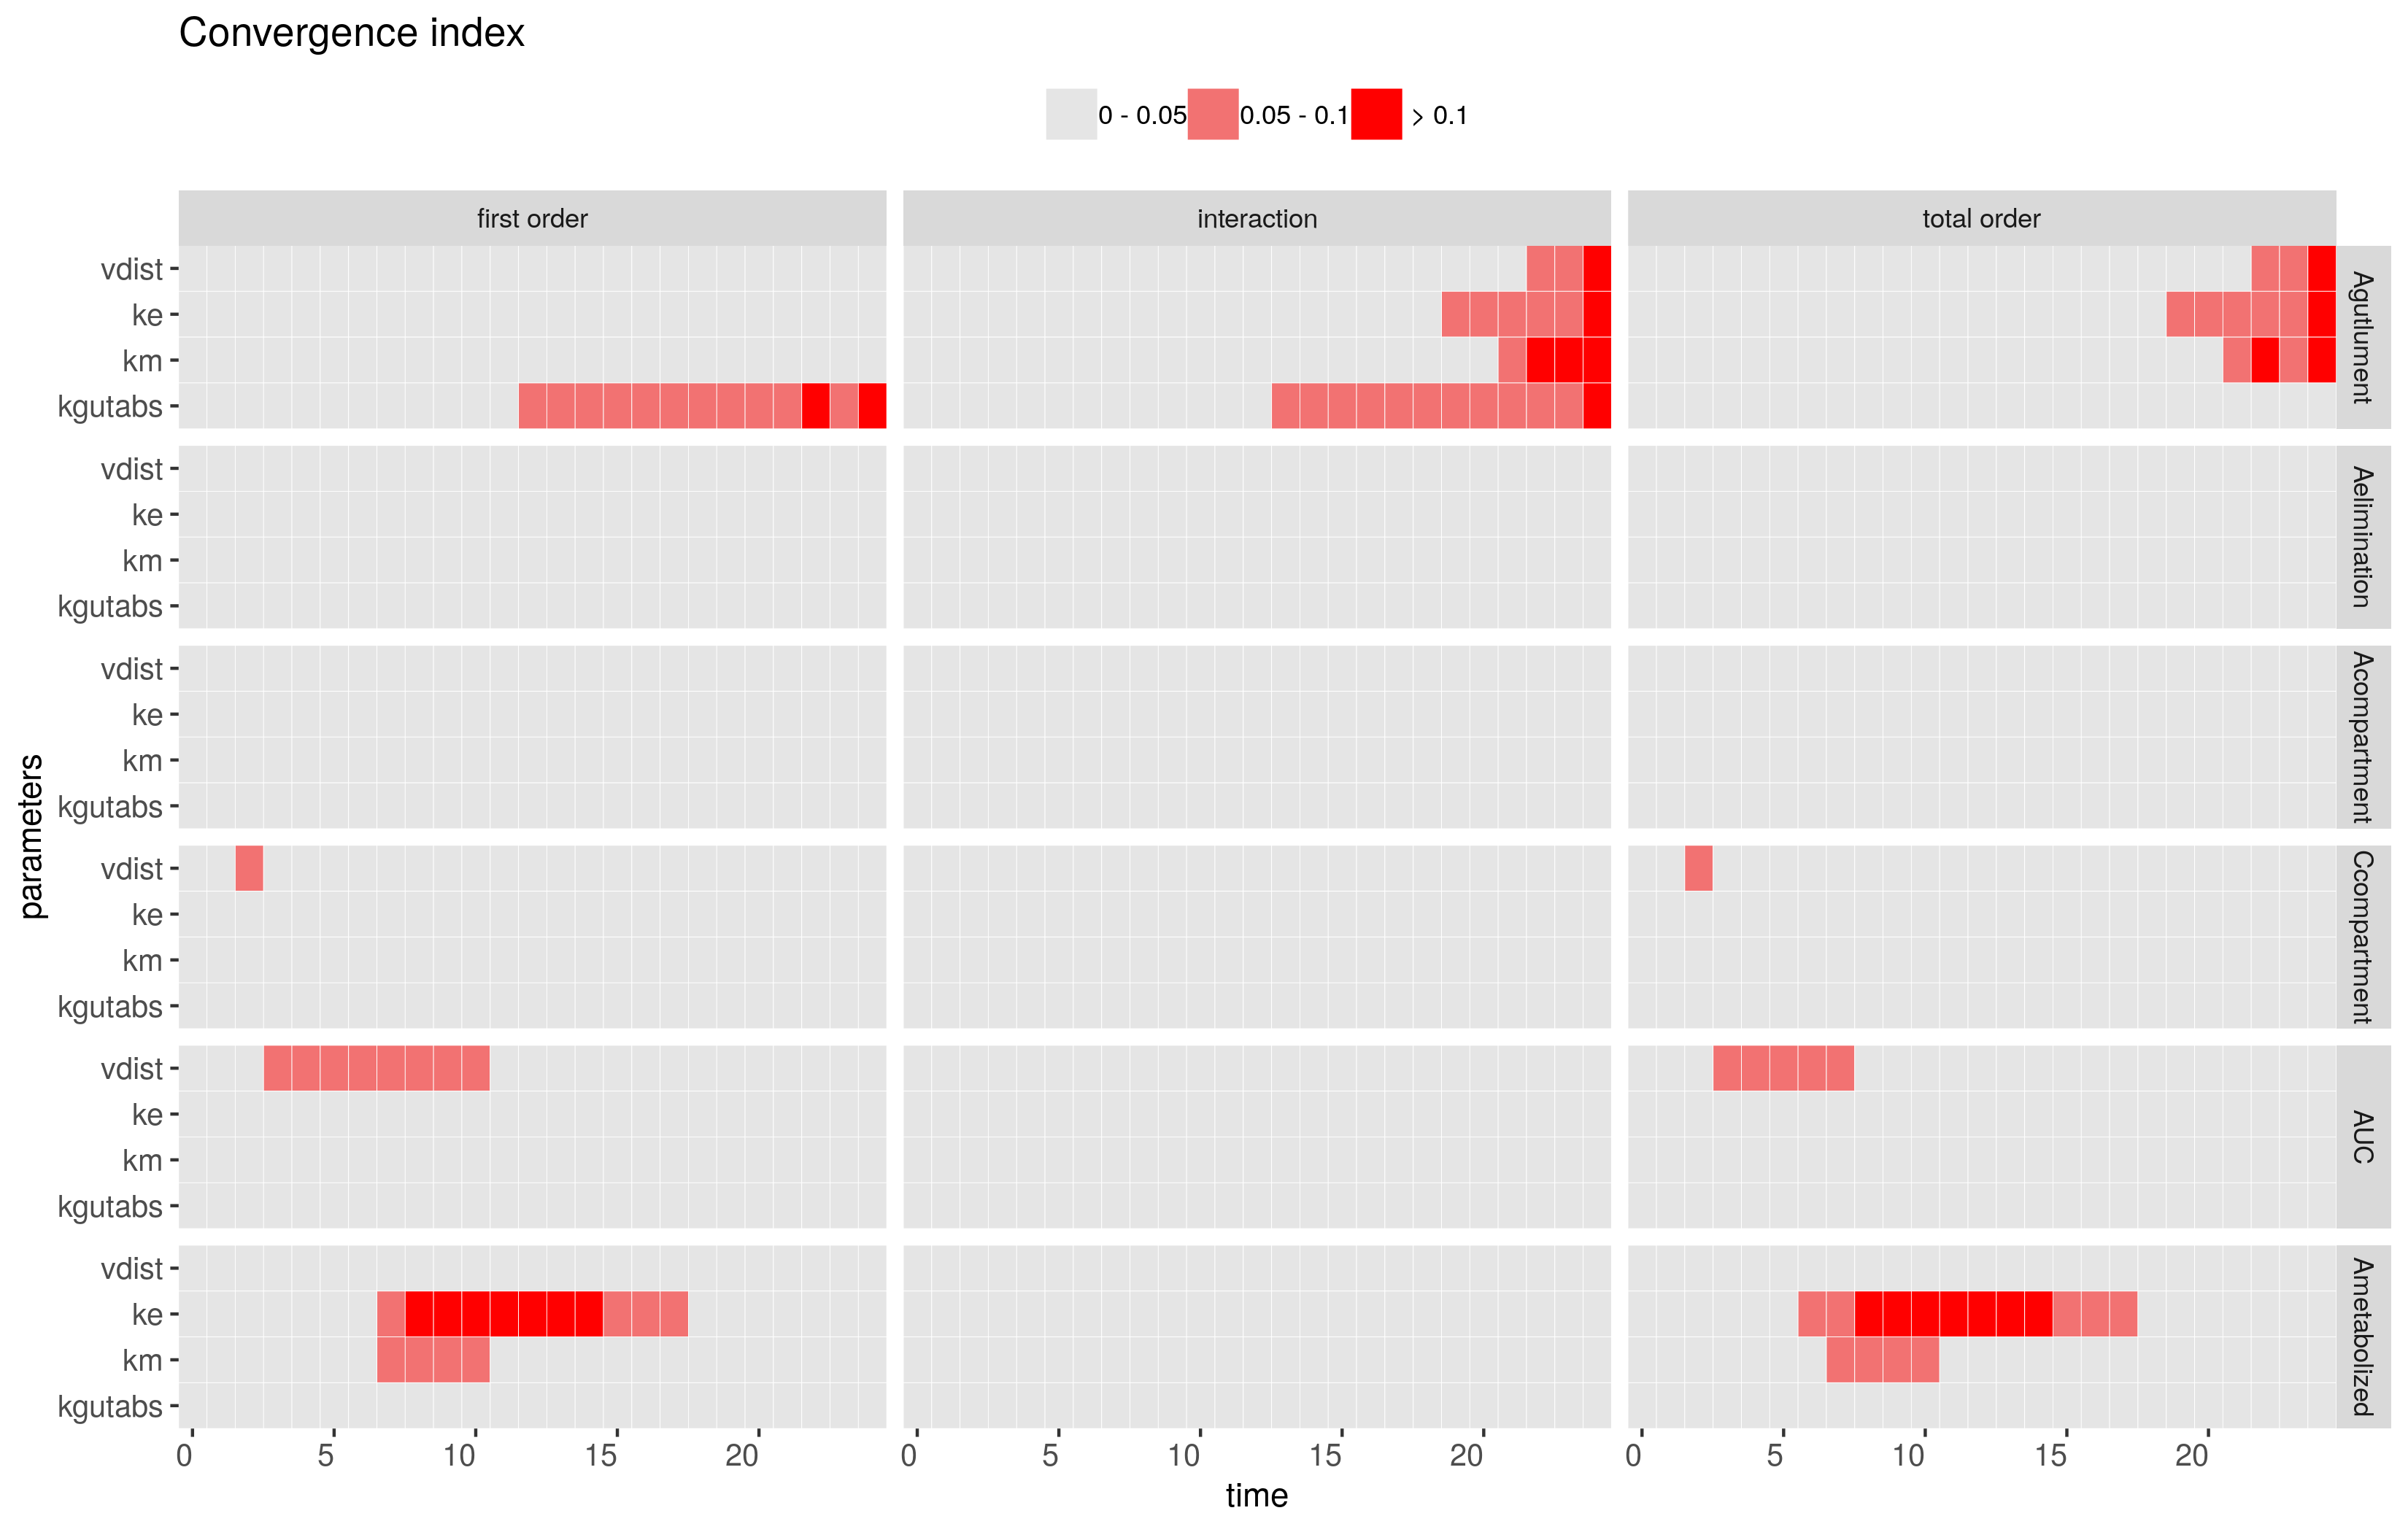 Convergence index
0 - 0.05 0.05 - 0.1 > 0.1
first order interaction total order
vdist
ke
km
kgutabs
Agutlument
vdist
ke
km
kgutabs
Aelimination
vdist
ke
km
kgutabs
Acompartment
vdist
ke
km
kgutabs
Ccompartment
vdist
ke
km
kgutabs
AUC
vdist
ke
km
kgutabs
Ametabolized
parameters
0 5 10 15 20 0 5 10 15 20 0 5 10 15 20
time